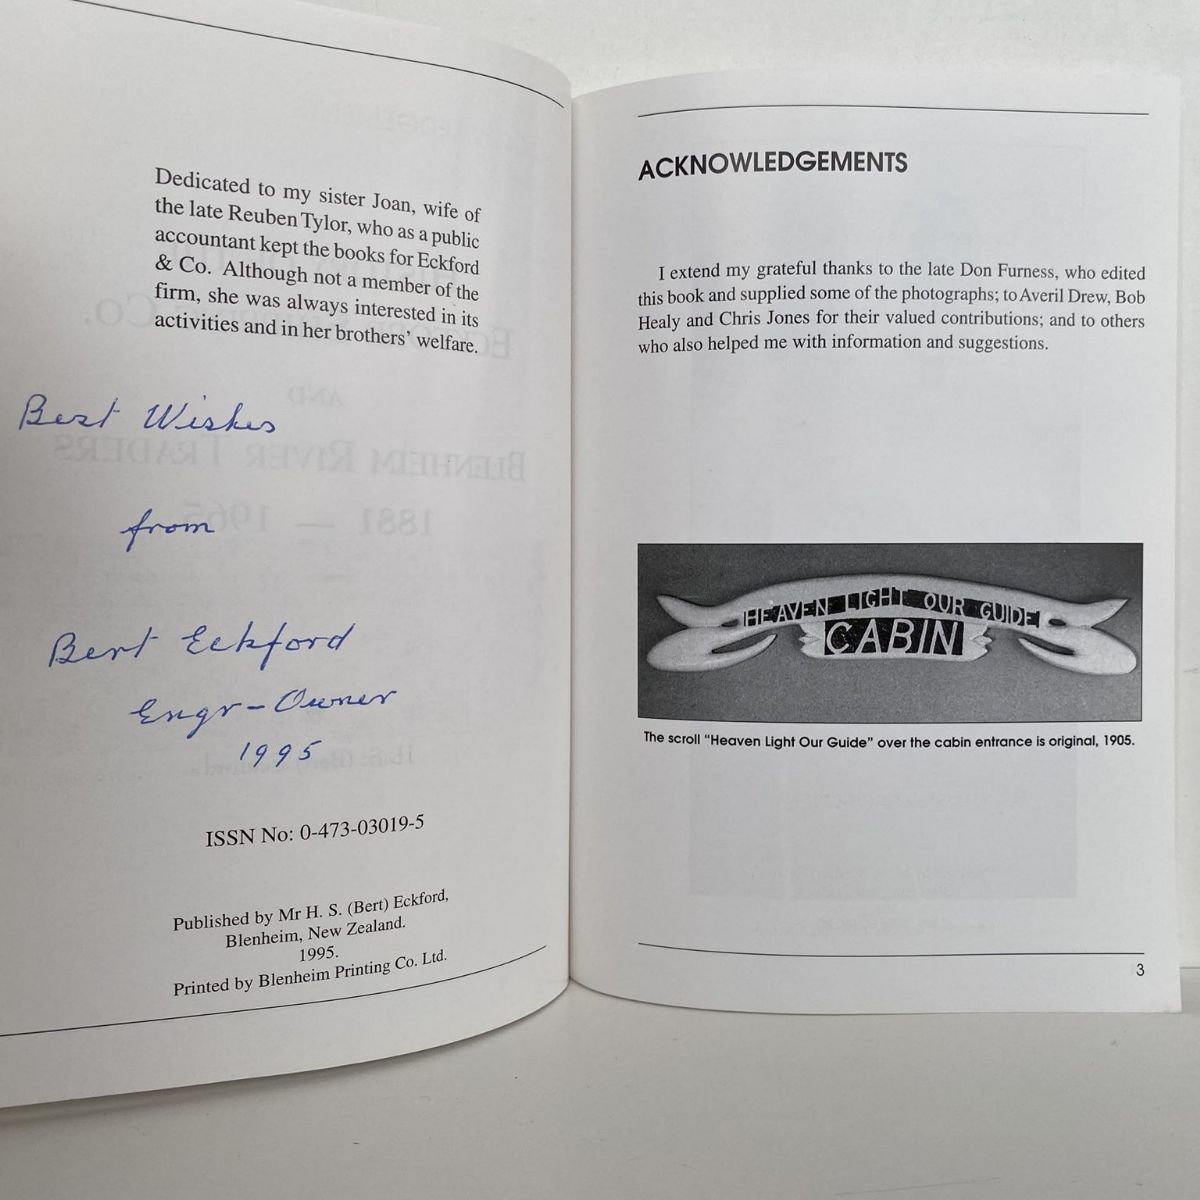 Dedicated to my sister Joan, wife of
the late Reuben Tylor, who as a public
accountant kept the books for Eckford
& Co. Although not a member of the
firm, she was always interested in its
activities and in her brothers' welfare.
Best Wishes
from
Bert Eckford
Engr-Owner
1995
ISSN No: 0-473-03019-5
Published by Mr H. S. (Bert) Eckford,
Blenheim, New Zealand.
1995.
Printed by Blenheim Printing Co. Ltd.
ACKNOWLEDGEMENTS
I extend my grateful thanks to the late Don Furness, who edited
this book and supplied some of the photographs; to Averil Drew, Bob
Healy and Chris Jones for their valued contributions; and to others
who also helped me with information and suggestions.
HEAVEN LIGHT OUR GUIDE
CABIN
The scroll "Heaven Light Our Guide" over the cabin entrance is original, 1905.
3